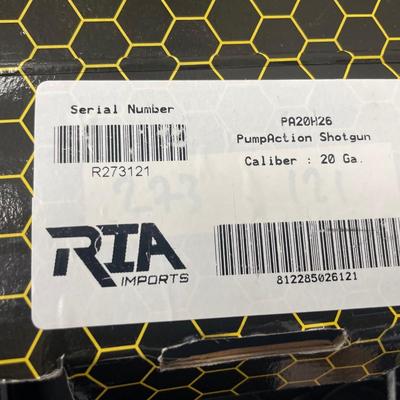 Serial Number
R273121
PA20H26
PumpAction Shotgun
Caliber : 20 Ga.
RIA
IMPORTS
812285026121